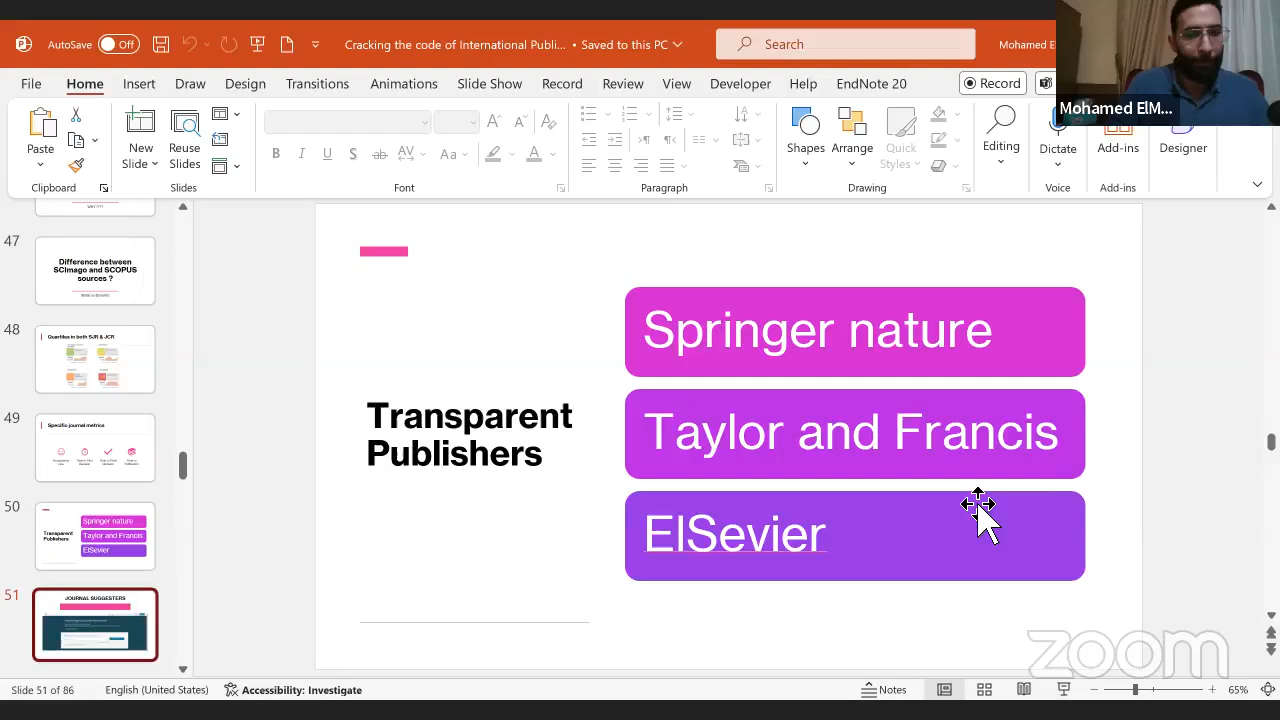 AutoSave Off
Cracking the code of International Publi... • Saved to this PC
Search
Mohamed E
File Home Insert Draw Design Transitions Animations Slide Show Record Review View Developer Help EndNote 20
Record
Mohamed ElM...
Paste
New Slide
Reuse Slides
B I U S ab AV Aa A
Shapes Arrange Quick Styles
Editing
Dictate
Add-ins
Designer
Clipboard
Slides
Font
Paragraph
Drawing
Voice
Add-ins
47
Difference between
SCImago and SCOPUS
sources ?
48
Quartiles in both SJR & JCR
49
Specific journal metrics
50
Transparent
Publishers
Springer nature
Taylor and Francis
ElSevier
51
JOURNAL SUGGESTERS
Transparent
Publishers
Springer nature
Taylor and Francis
ElSevier
zoom
Slide 51 of 86
English (United States)
Accessibility: Investigate
Notes
65%